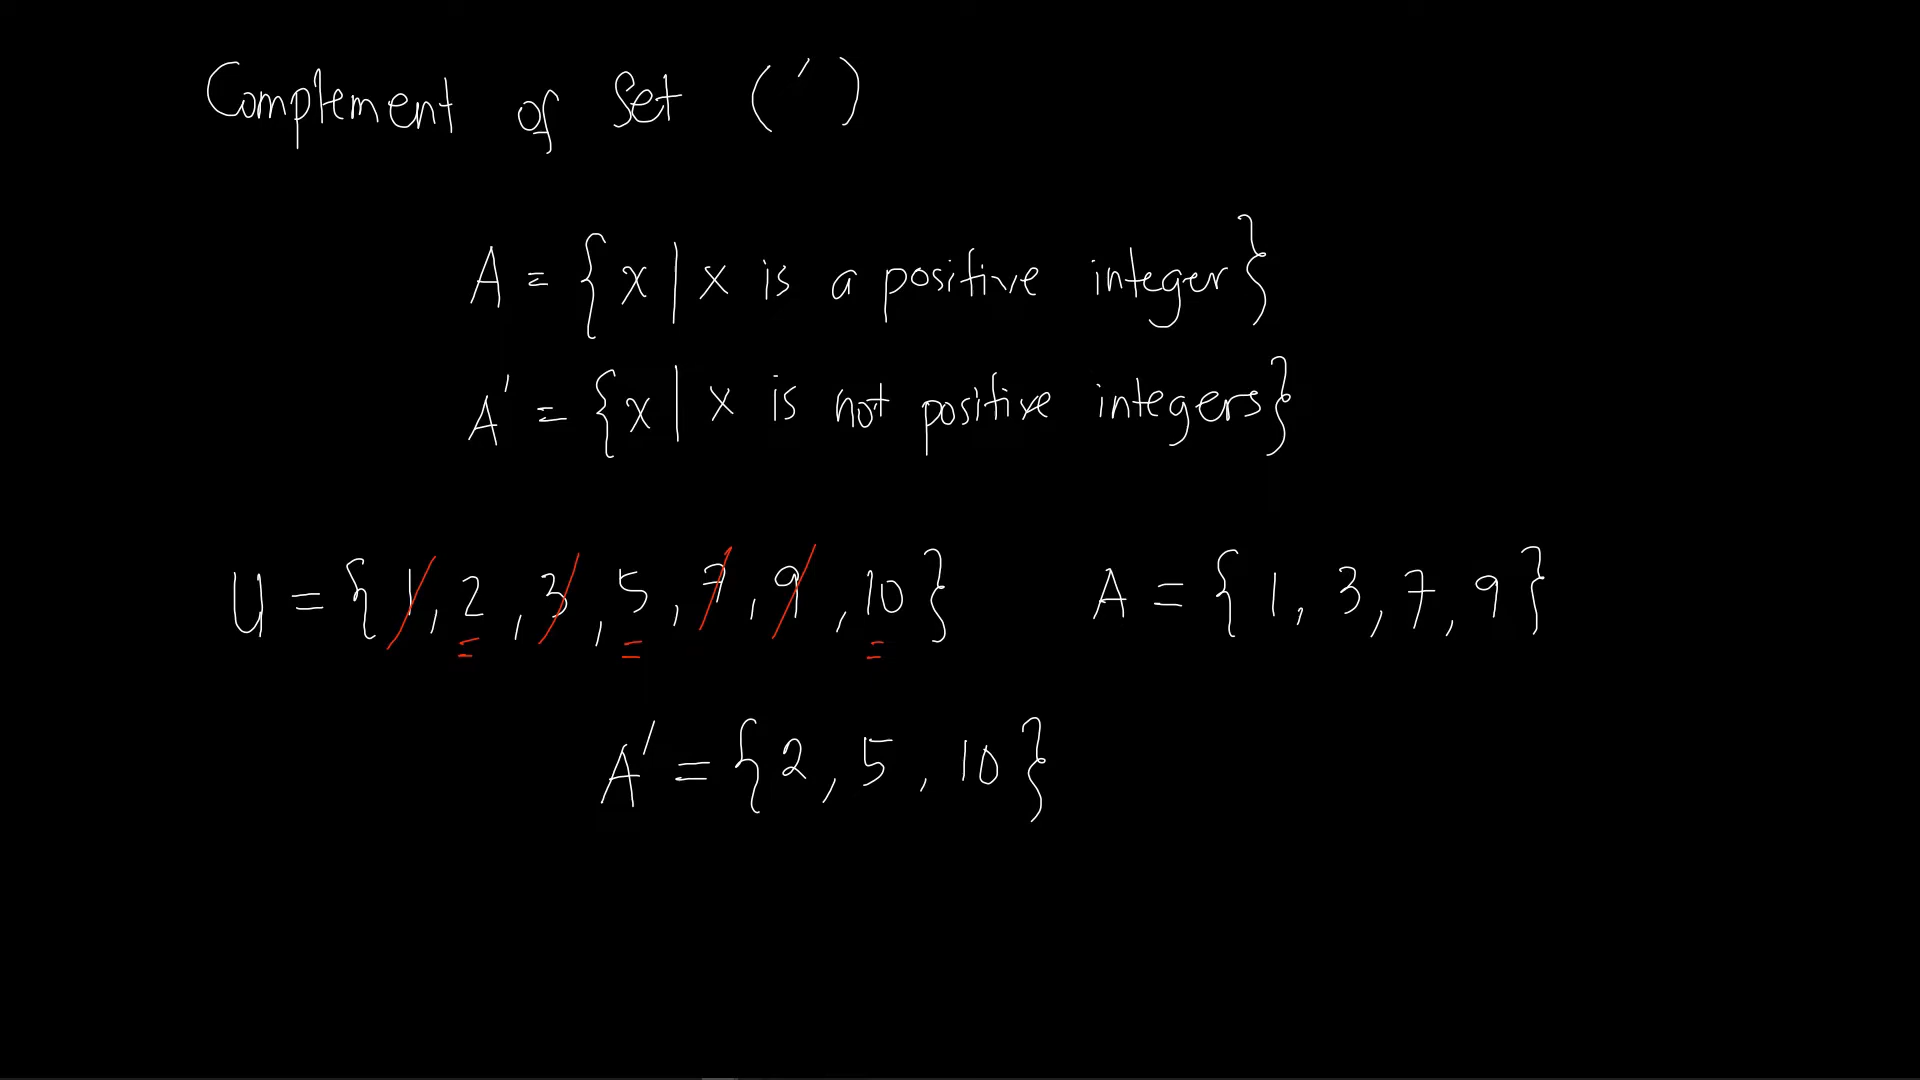 Complement of Set (′)
A = {x | x is a positive integer}
A′ = {x | x is not positive integers}
U = {1, 2, 3, 5, 7, 9, 10} A = {1, 3, 7, 9}
A′ = {2, 5, 10}